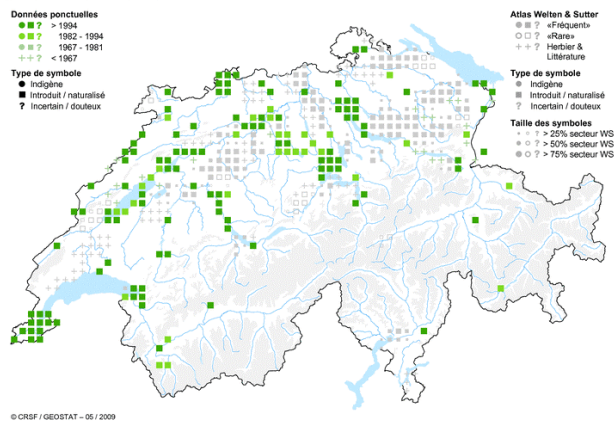 Données ponctuelles
> 1994
? 1982 - 1994
? 1967 - 1981
? < 1967
Type de symbole
Indigène
Introduit / naturalisé
? Incertain / douteux
Atlas Welten & Sutter
? «Fréquent»
? «Rare»
? Herbier &
Littérature
Type de symbole
Indigène
Introduit / naturalisé
? Incertain / douteux
Taille des symboles
? > 25% secteur WS
? > 50% secteur WS
? > 75% secteur WS
© CRSF / GEOSTAT – 05 / 2009